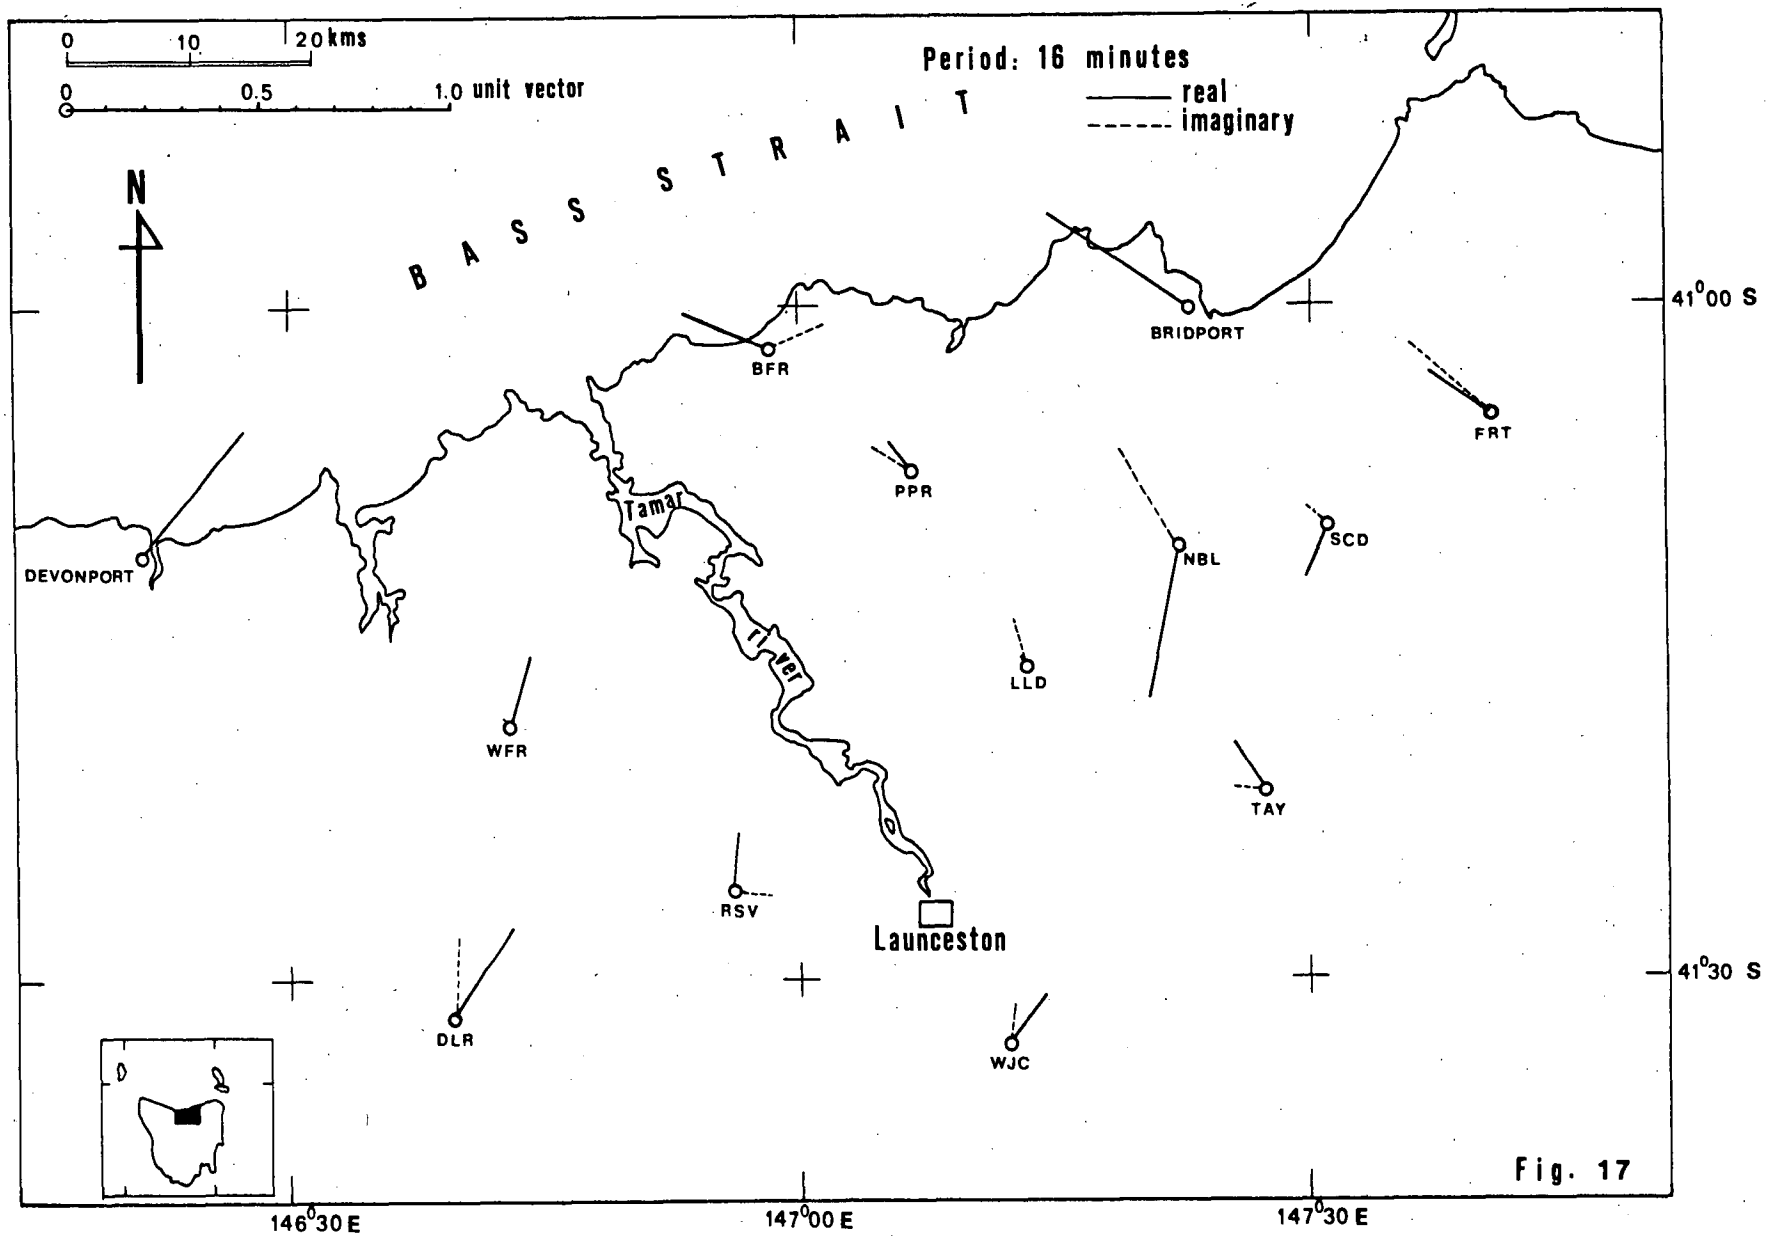 0 10 20 kms
0 0.5 1.0 unit vector
Period: 16 minutes
real
imaginary
N
BASS STRAIT
41°00 S
BRIDPORT
BFR
FRT
PPR
Tamar
SCD
NBL
DEVONPORT
river
LLD
WFR
TAY
RSV
Launceston
41°30 S
DLR
WJC
Fig. 17
146°30 E
147°00 E
147°30 E